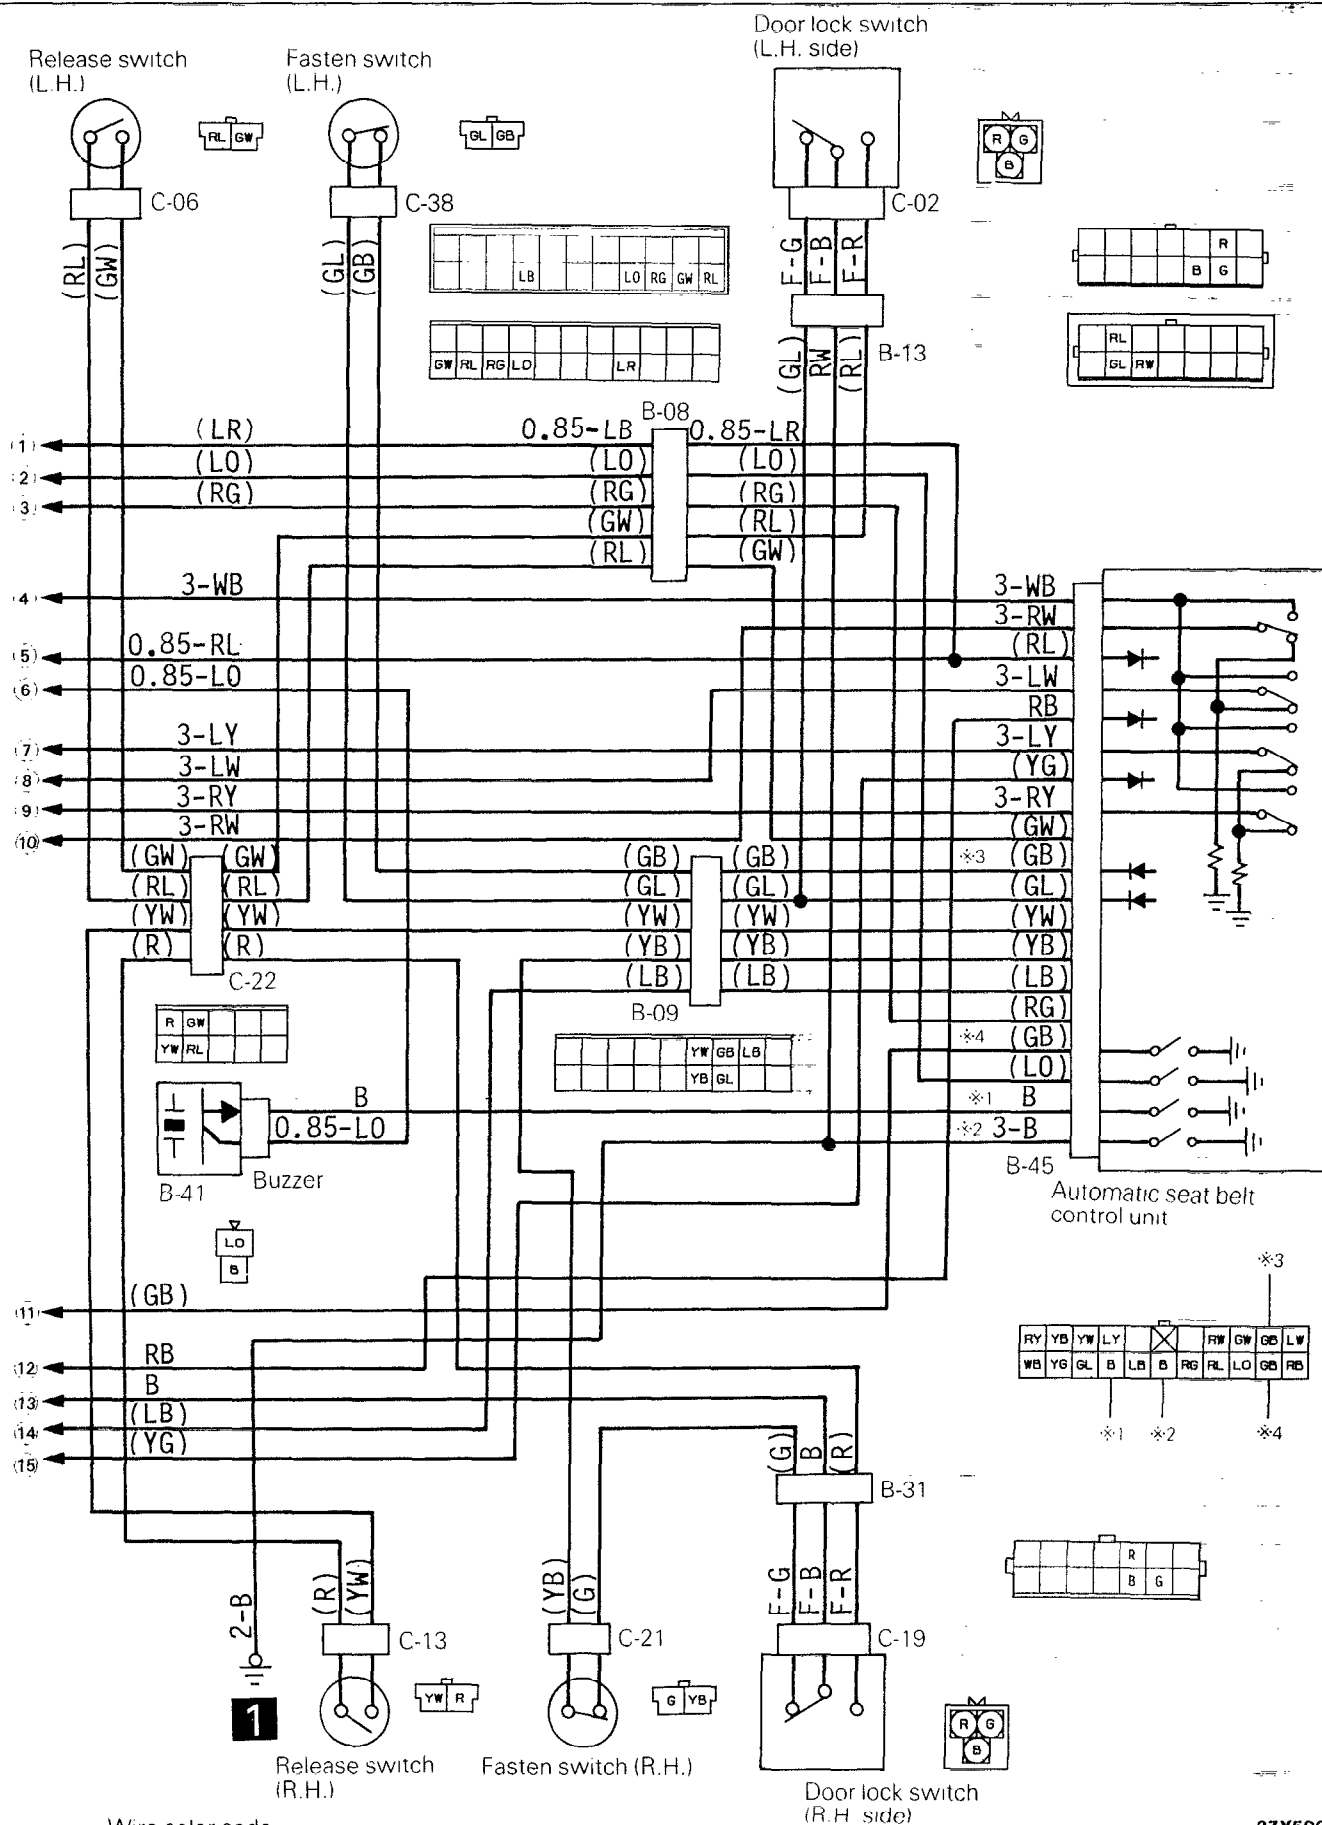 Door lock switch
(L.H. side)
Release switch
(L.H.)
Fasten switch
(L.H.)
RL GW
GL GB
R G
B
C-06
C-38
C-02
(RL)
(GW)
(GL)
(GB)
F-G
F-B
F-R
LB LO RG GW RL
R
B G
GW RL RG LO LR
RL
GL RW
B-13
(GL)
RW
(RL)
B-08
(1) (LR) 0.85-LB 0.85-LR
(2) (LO) (LO) (LO)
(3) (RG) (RG) (RG)
(GW) (RL)
(RL) (GW)
(4) 3-WB 3-WB
3-RW
(5) 0.85-RL (RL)
(6) 0.85-LO 3-LW
RB
(7) 3-LY 3-LY
(8) 3-LW (YG)
(9) 3-RY 3-RY
(10) 3-RW (GW)
(GW) (GW) (GB) (GB) ※3 (GB)
(RL) (RL) (GL) (GL) (GL)
(YW) (YW) (YW) (YW) (YW)
(R) (R) (YB) (YB) (YB)
C-22 (LB) (LB) (LB)
B-09 (RG)
R GW
YW RL
YW GB LB
YB GL
※4 (GB)
(LO)
B ※1 B
0.85-LO ※2 3-B
B-41 Buzzer
B-45
Automatic seat belt
control unit
LO
B
※3
(11) (GB)
RY YB YW LY RW GW GB LW
WB YG GL B LB B RG RL LO GB RB
※1 ※2 ※4
(12) RB
(13) B
(14) (LB)
(15) (YG)
(G)
B
(R)
B-31
R
B G
2-B
(R)
(YW)
(YB)
(G)
F-G
F-B
F-R
C-13
C-21
C-19
1
YW R
G YB
R G
B
Release switch
(R.H.)
Fasten switch (R.H.)
Door lock switch
(R.H. side)
Wire color code